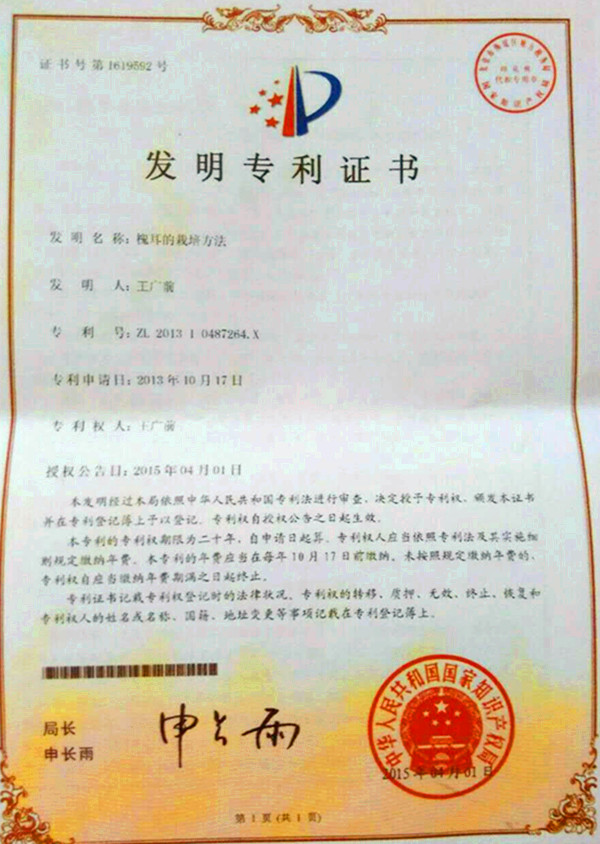 证书号第1619592号
发明专利证书
发明名称：槐耳的栽培方法
发明人：王广前
专利号：ZL 2013 1 0487264.X
专利申请日：2013年10月17日
专利权人：王广前
授权公告日：2015年04月01日
本发明经过本局依照中华人民共和国专利法进行审查，决定授予专利权，颁发本证书
并在专利登记簿上予以登记。专利权自授权公告之日起生效。
本专利的专利权期限为二十年，自申请日起算。专利权人应当依照专利法及其实施细
则规定缴纳年费。本专利的年费应当在每年10月17日前缴纳。未按照规定缴纳年费的，
专利权自应当缴纳年费期满之日起终止。
专利证书记载专利权登记时的法律状况。专利权的转移、质押、无效、终止、恢复和
专利权人的姓名或名称、国籍、地址变更等事项记载在专利登记簿上。
局长
申长雨
申长雨
中华人民共和国国家知识产权局
2015年04月01日
第1页(共1页)